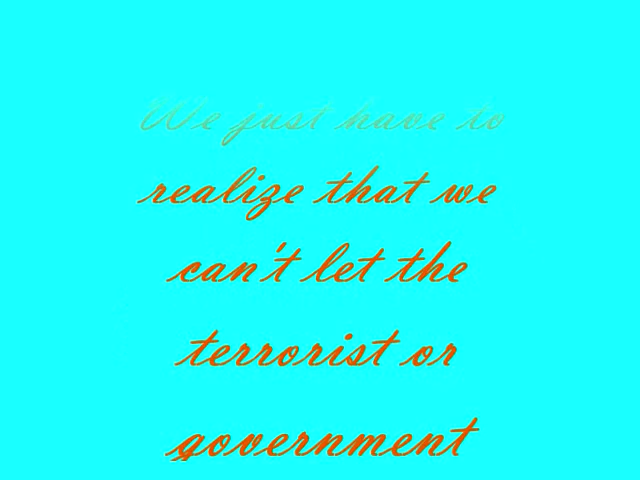 We just have to
realize that we
can't let the
terrorist or
government